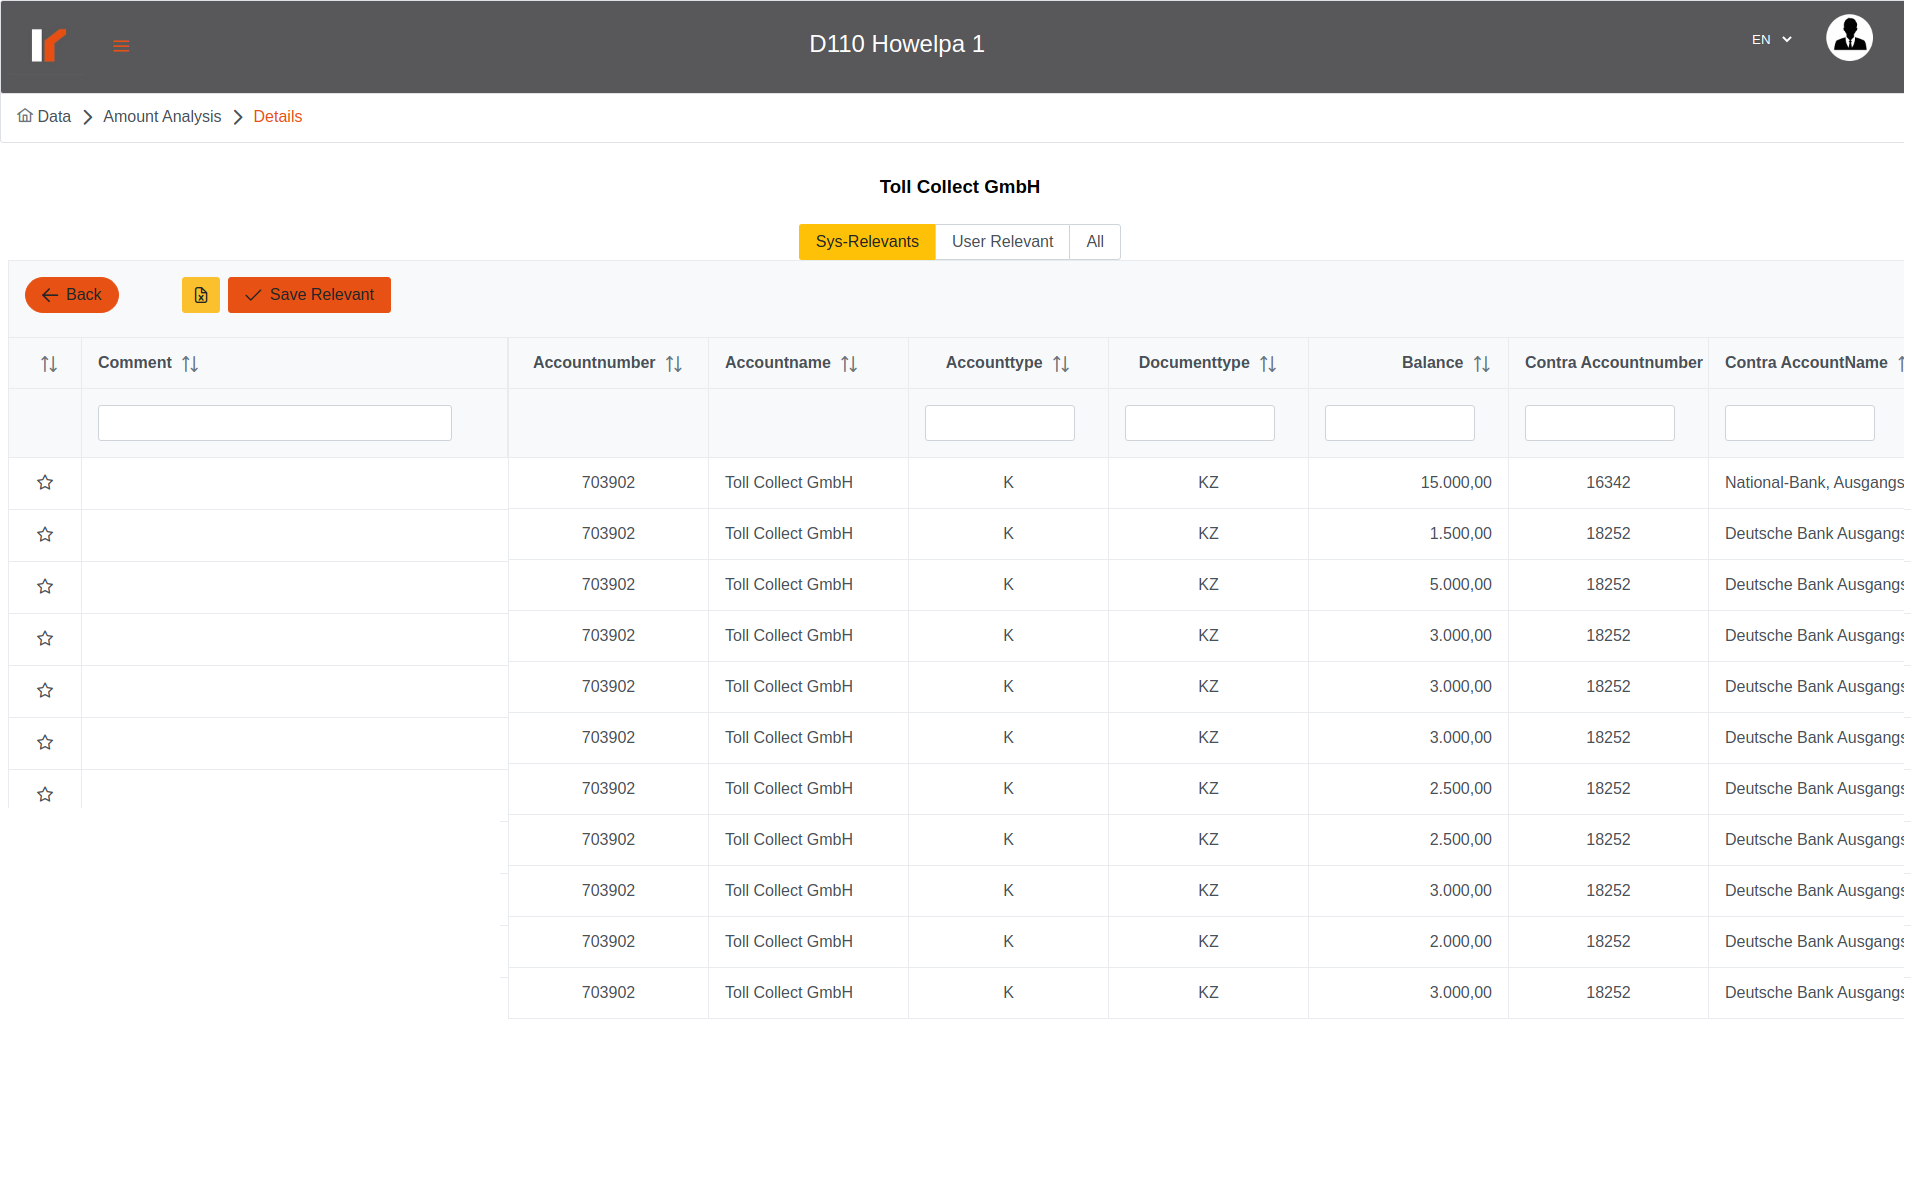 D110 Howelpa 1
EN
Data Amount Analysis Details
Toll Collect GmbH
Sys-Relevants User Relevant All
Back Save Relevant
Comment Accountnumber Accountname Accounttype Documenttype Balance Contra Accountnumber Contra AccountName
703902 Toll Collect GmbH K KZ 15.000,00 16342 National-Bank, Ausgangs
703902 Toll Collect GmbH K KZ 1.500,00 18252 Deutsche Bank Ausgangs
703902 Toll Collect GmbH K KZ 5.000,00 18252 Deutsche Bank Ausgangs
703902 Toll Collect GmbH K KZ 3.000,00 18252 Deutsche Bank Ausgangs
703902 Toll Collect GmbH K KZ 3.000,00 18252 Deutsche Bank Ausgangs
703902 Toll Collect GmbH K KZ 3.000,00 18252 Deutsche Bank Ausgangs
703902 Toll Collect GmbH K KZ 2.500,00 18252 Deutsche Bank Ausgangs
703902 Toll Collect GmbH K KZ 2.500,00 18252 Deutsche Bank Ausgangs
703902 Toll Collect GmbH K KZ 3.000,00 18252 Deutsche Bank Ausgangs
703902 Toll Collect GmbH K KZ 2.000,00 18252 Deutsche Bank Ausgangs
703902 Toll Collect GmbH K KZ 3.000,00 18252 Deutsche Bank Ausgangs